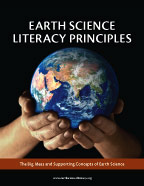 EARTH SCIENCE
LITERACY PRINCIPLES
The Big Ideas and Supporting Concepts of Earth Science